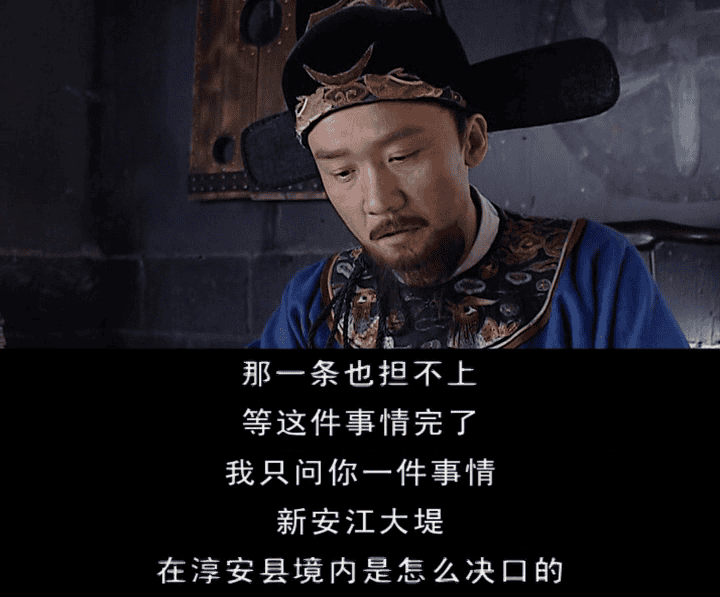 那一条也担不上
等这件事情完了
我只问你一件事情
新安江大堤
在淳安县境内是怎么决口的